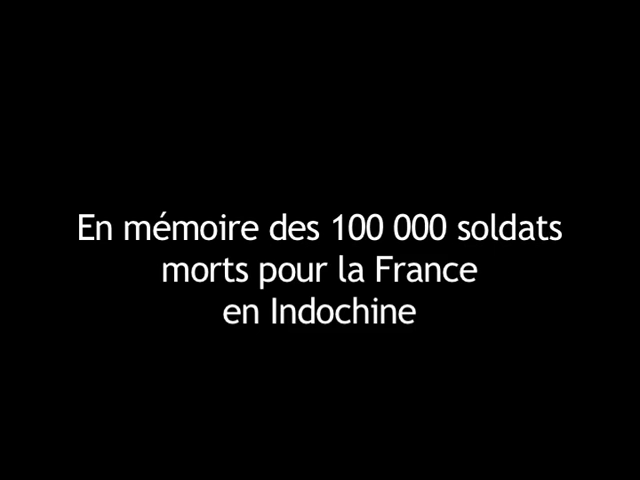 En mémoire des 100 000 soldats
morts pour la France
en Indochine